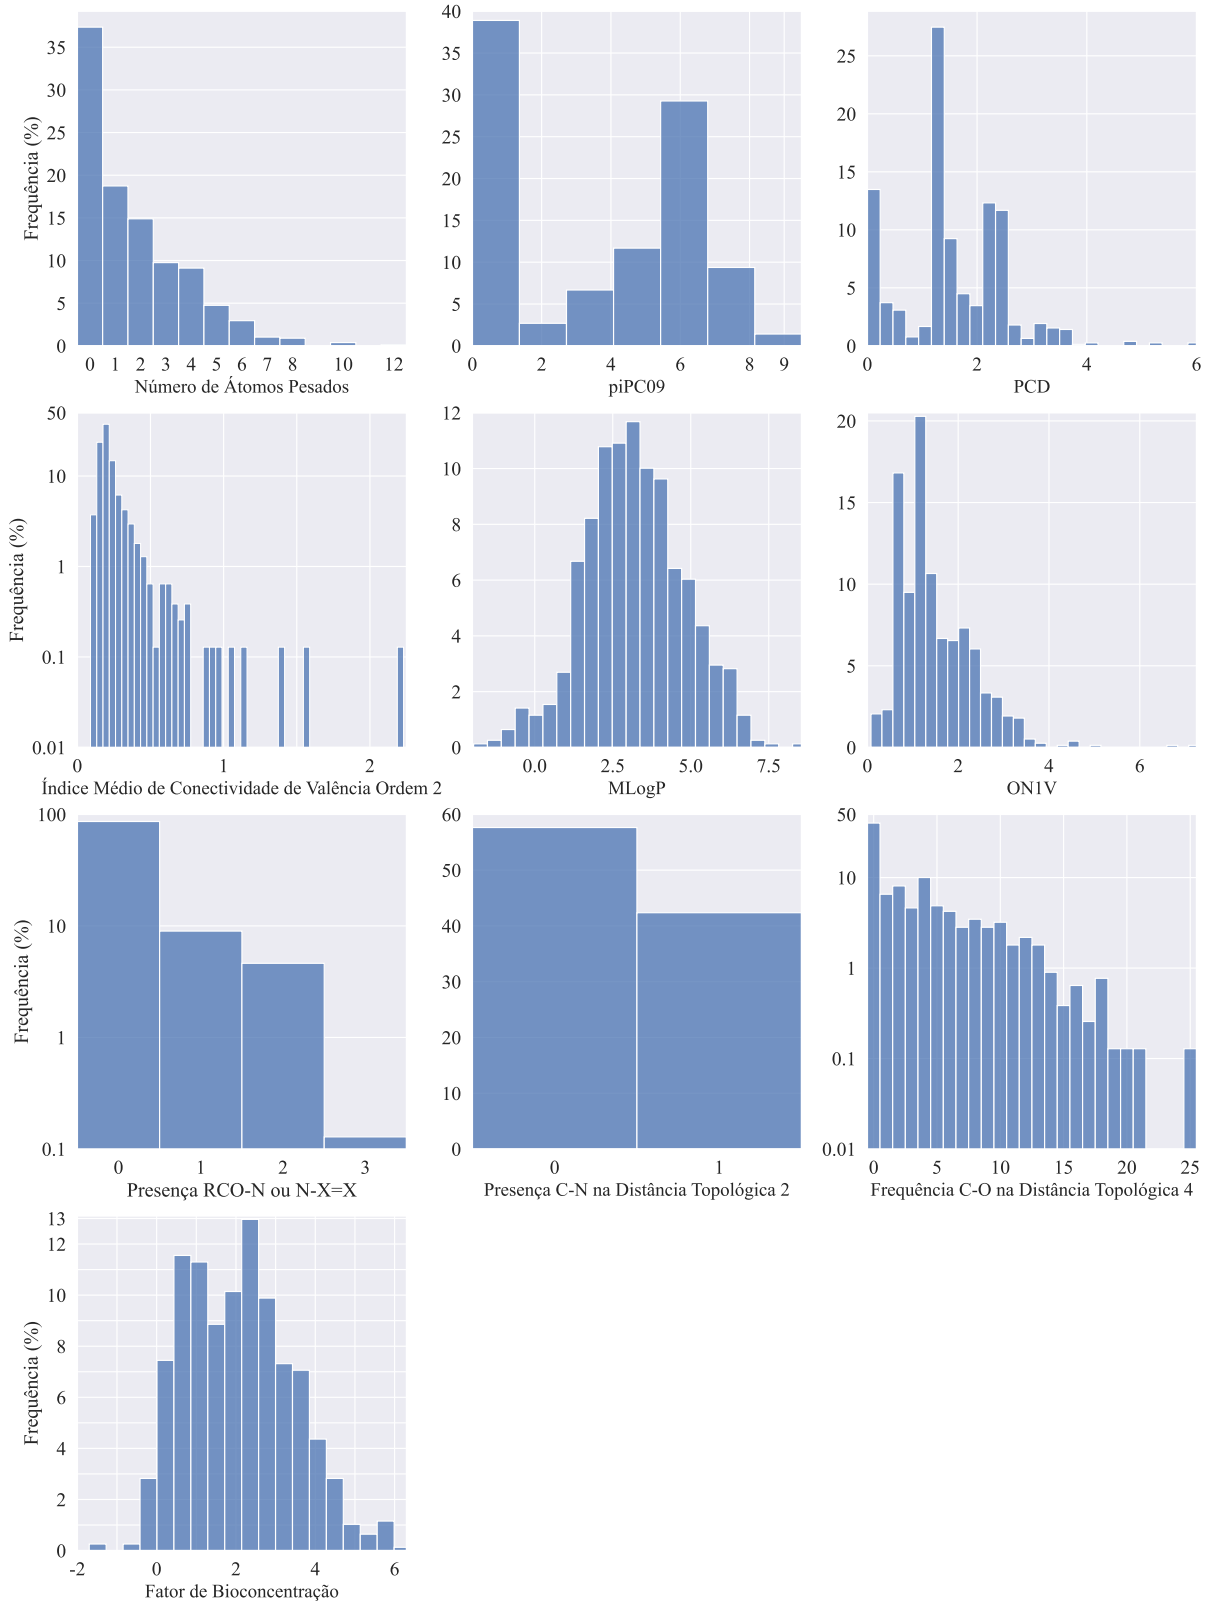 35
30
25
20
15
10
5
0
Frequência (%)
0 1 2 3 4 5 6 7 8 10 12
Número de Átomos Pesados
40
35
30
25
20
15
10
5
0
0 2 4 6 8 9
piPC09
25
20
15
10
5
0
0 2 4 6
PCD
50
10
1
0.1
0.01
Frequência (%)
0 1 2
Índice Médio de Conectividade de Valência Ordem 2
12
10
8
6
4
2
0
0.0 2.5 5.0 7.5
MLogP
20
15
10
5
0
0 2 4 6
ON1V
100
10
1
0.1
Frequência (%)
0 1 2 3
Presença RCO-N ou N-X=X
60
50
40
30
20
10
0
0 1
Presença C-N na Distância Topológica 2
50
10
1
0.1
0.01
0 5 10 15 20 25
Frequência C-O na Distância Topológica 4
13
12
10
8
6
4
2
0
Frequência (%)
-2 0 2 4 6
Fator de Bioconcentração